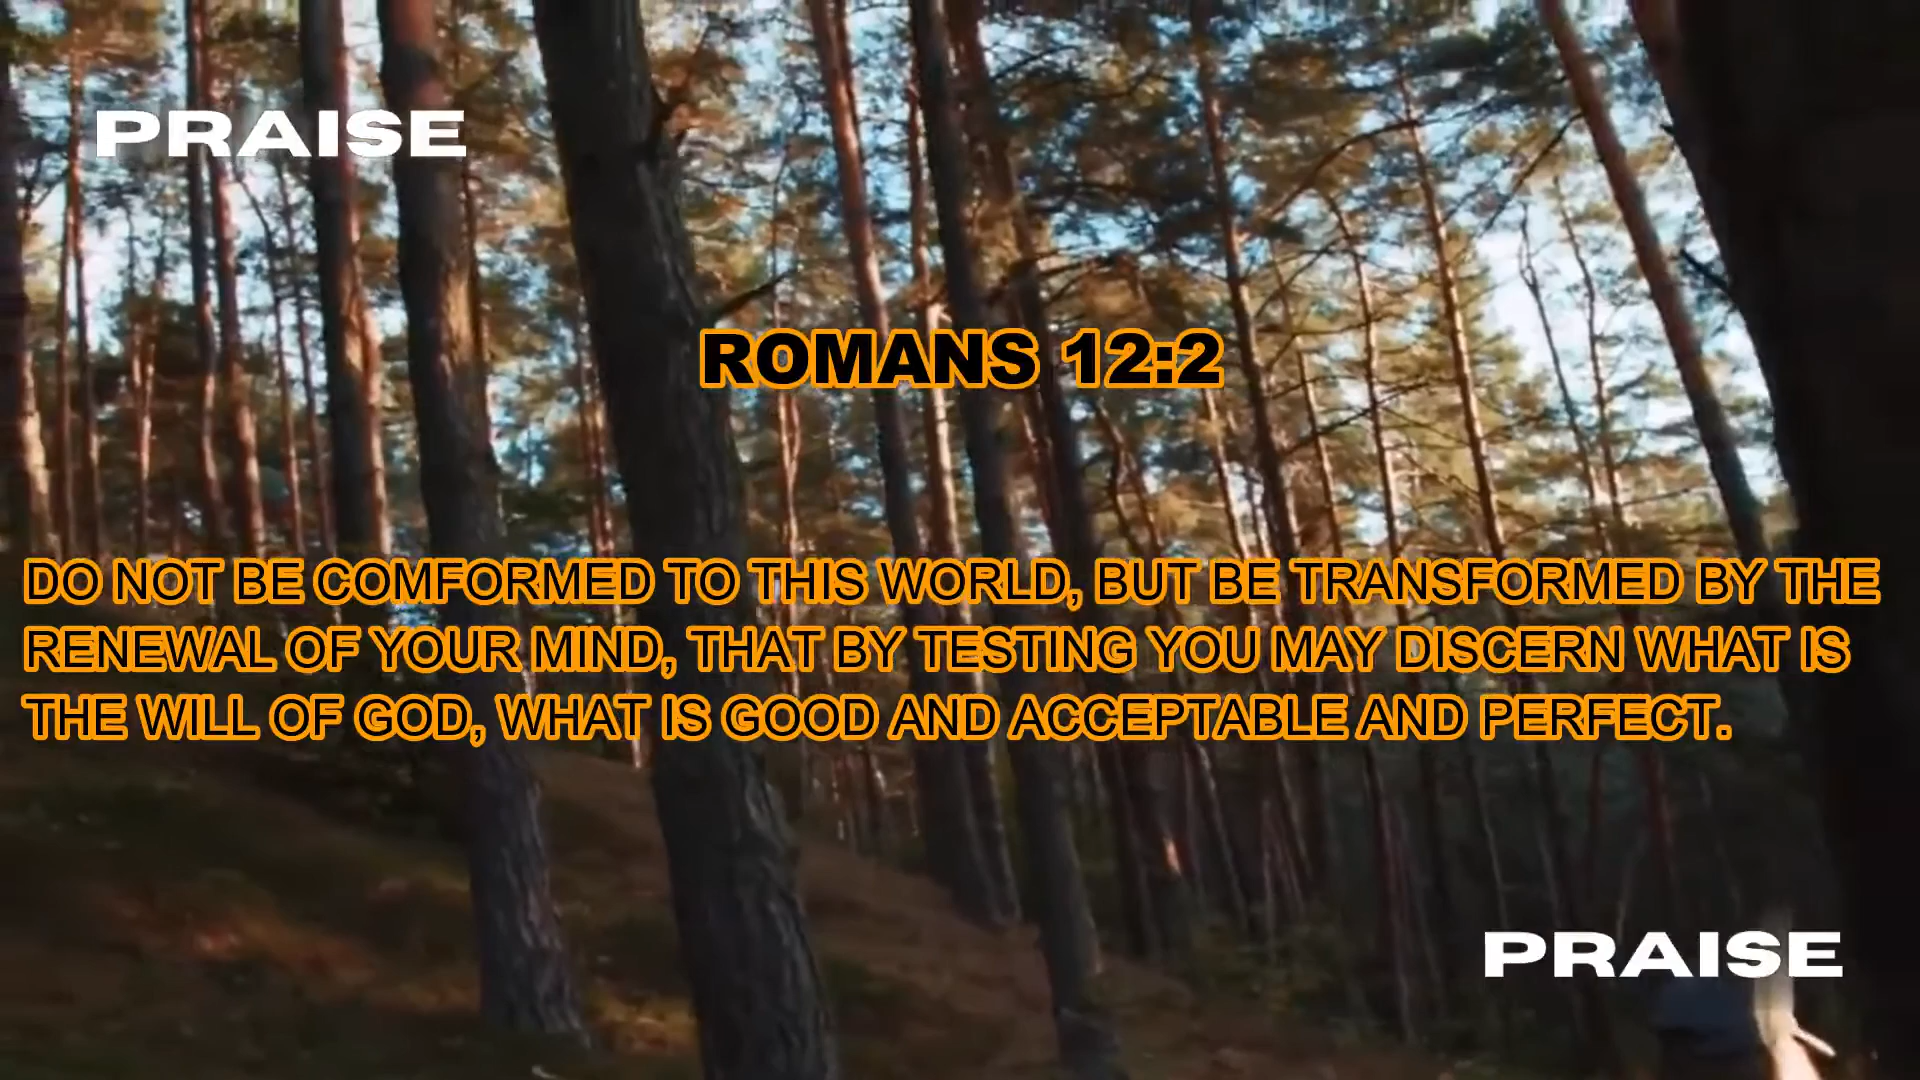 PRAISE
ROMANS 12:2
DO NOT BE COMFORMED TO THIS WORLD, BUT BE TRANSFORMED BY THE
RENEWAL OF YOUR MIND, THAT BY TESTING YOU MAY DISCERN WHAT IS
THE WILL OF GOD, WHAT IS GOOD AND ACCEPTABLE AND PERFECT.
PRAISE